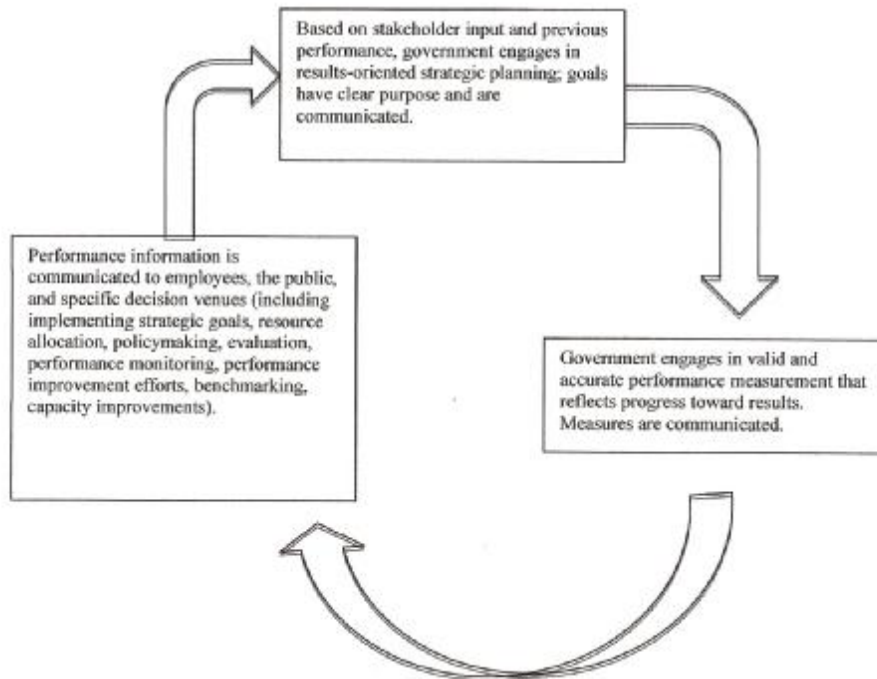 Based on stakeholder input and previous
performance, government engages in
results-oriented strategic planning; goals
have clear purpose and are
communicated.
Performance information is
communicated to employees, the public,
and specific decision venues (including
implementing strategic goals, resource
allocation, policymaking, evaluation,
performance monitoring, performance
improvement efforts, benchmarking,
capacity improvements).
Government engages in valid and
accurate performance measurement that
reflects progress toward results.
Measures are communicated.